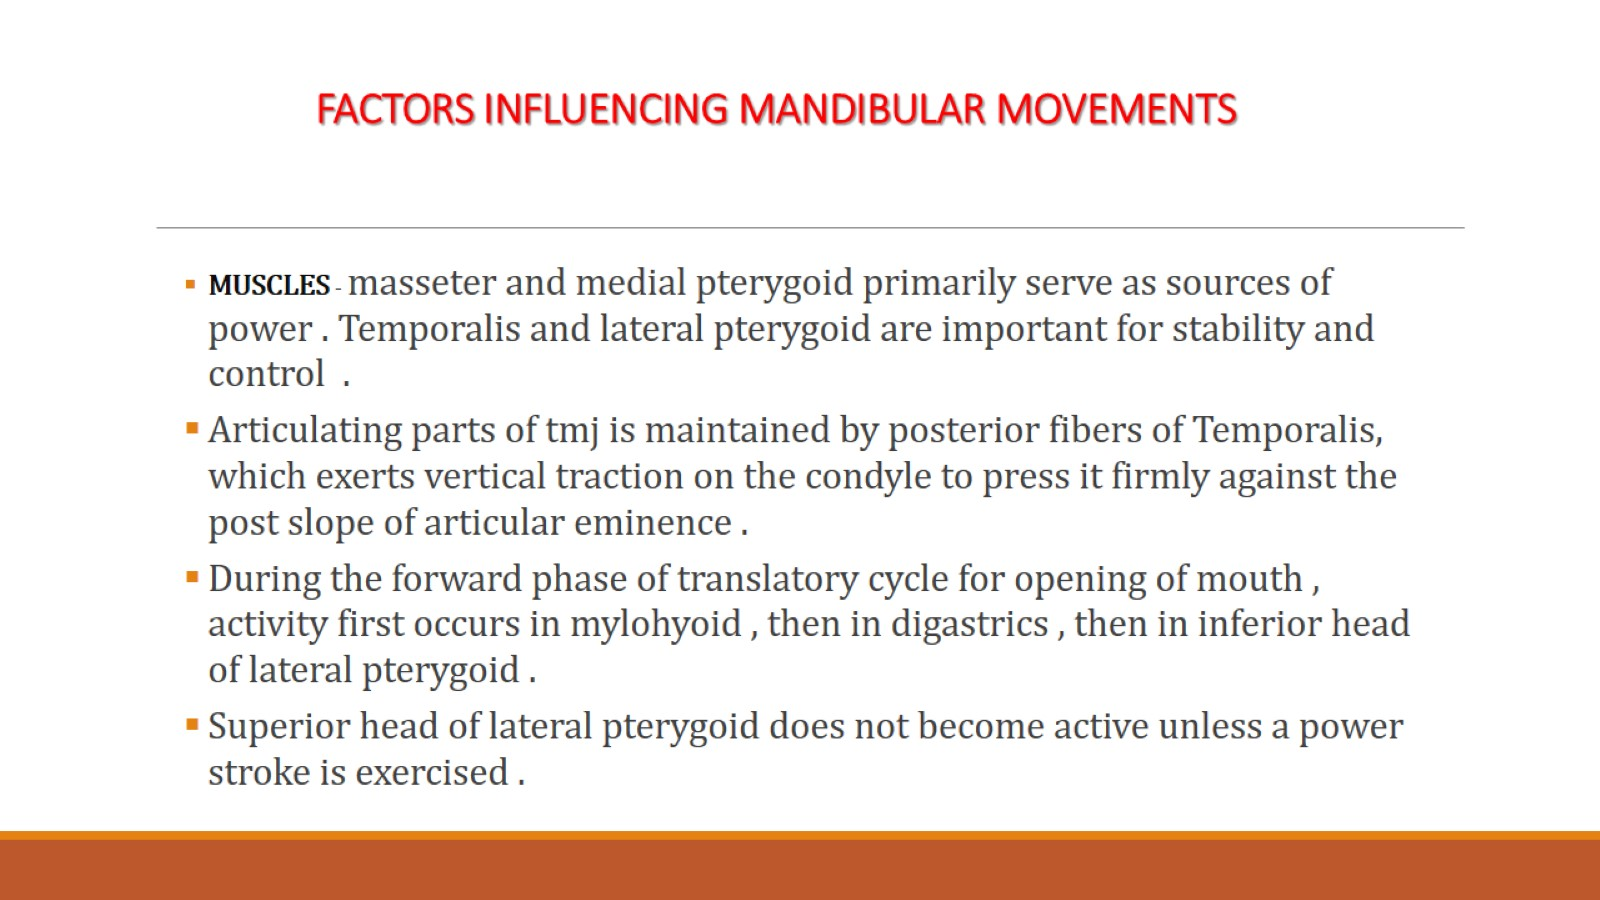 FACTORS INFLUENCING MANDIBULAR MOVEMENTS
▪ MUSCLES - masseter and medial pterygoid primarily serve as sources of
power . Temporalis and lateral pterygoid are important for stability and
control  .
▪ Articulating parts of tmj is maintained by posterior fibers of Temporalis,
which exerts vertical traction on the condyle to press it firmly against the
post slope of articular eminence .
▪ During the forward phase of translatory cycle for opening of mouth ,
activity first occurs in mylohyoid , then in digastrics , then in inferior head
of lateral pterygoid .
▪ Superior head of lateral pterygoid does not become active unless a power
stroke is exercised .